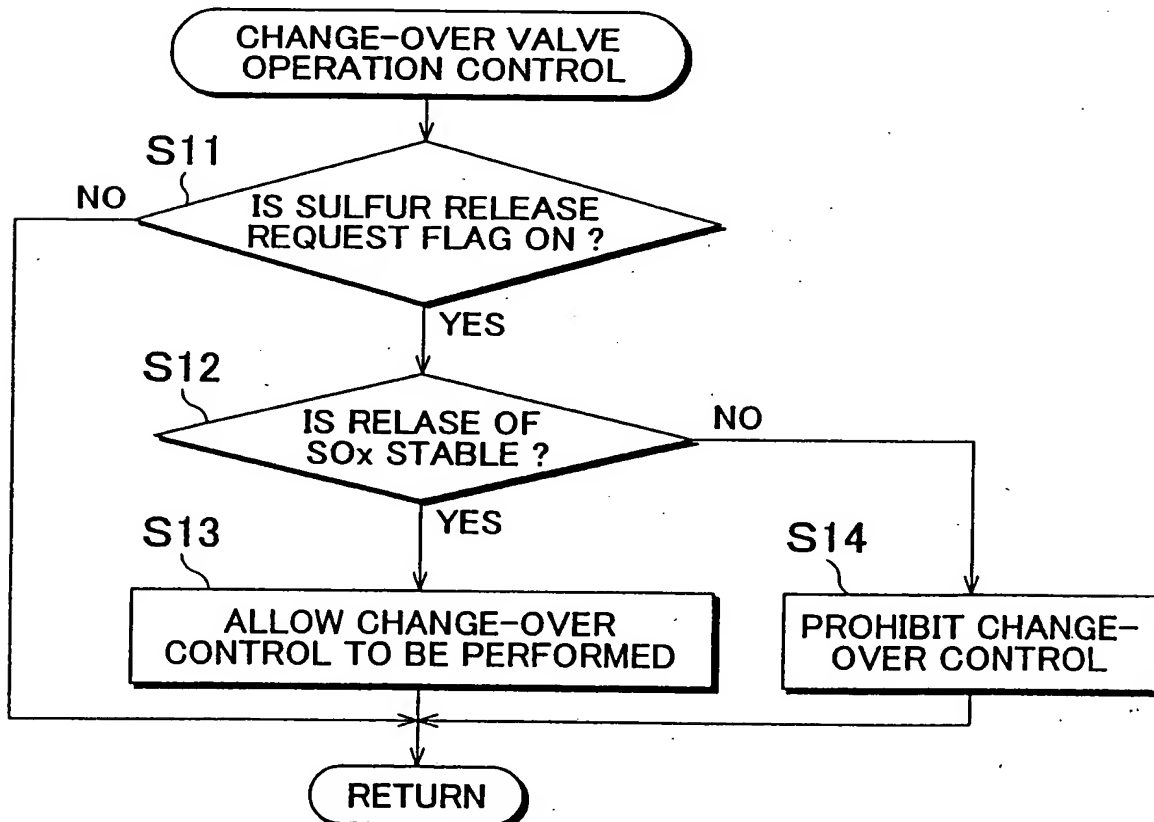 CHANGE-OVER VALVE
OPERATION CONTROL
S11
NO
IS SULFUR RELEASE
REQUEST FLAG ON ?
YES
S12
IS RELASE OF
SOx STABLE ?
NO
YES
S13
ALLOW CHANGE-OVER
CONTROL TO BE PERFORMED
S14
PROHIBIT CHANGE-
OVER CONTROL
RETURN